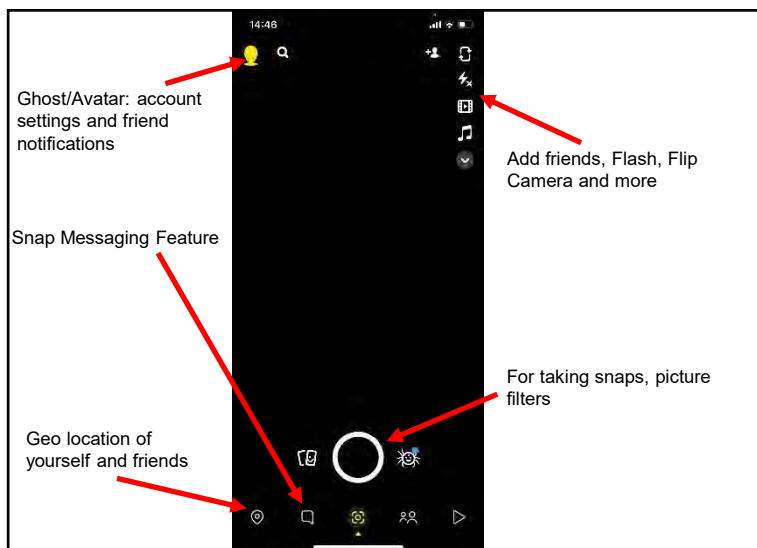 14:46
Ghost/Avatar: account
settings and friend
notifications
Add friends, Flash, Flip
Camera and more
Snap Messaging Feature
For taking snaps, picture
filters
Geo location of
yourself and friends